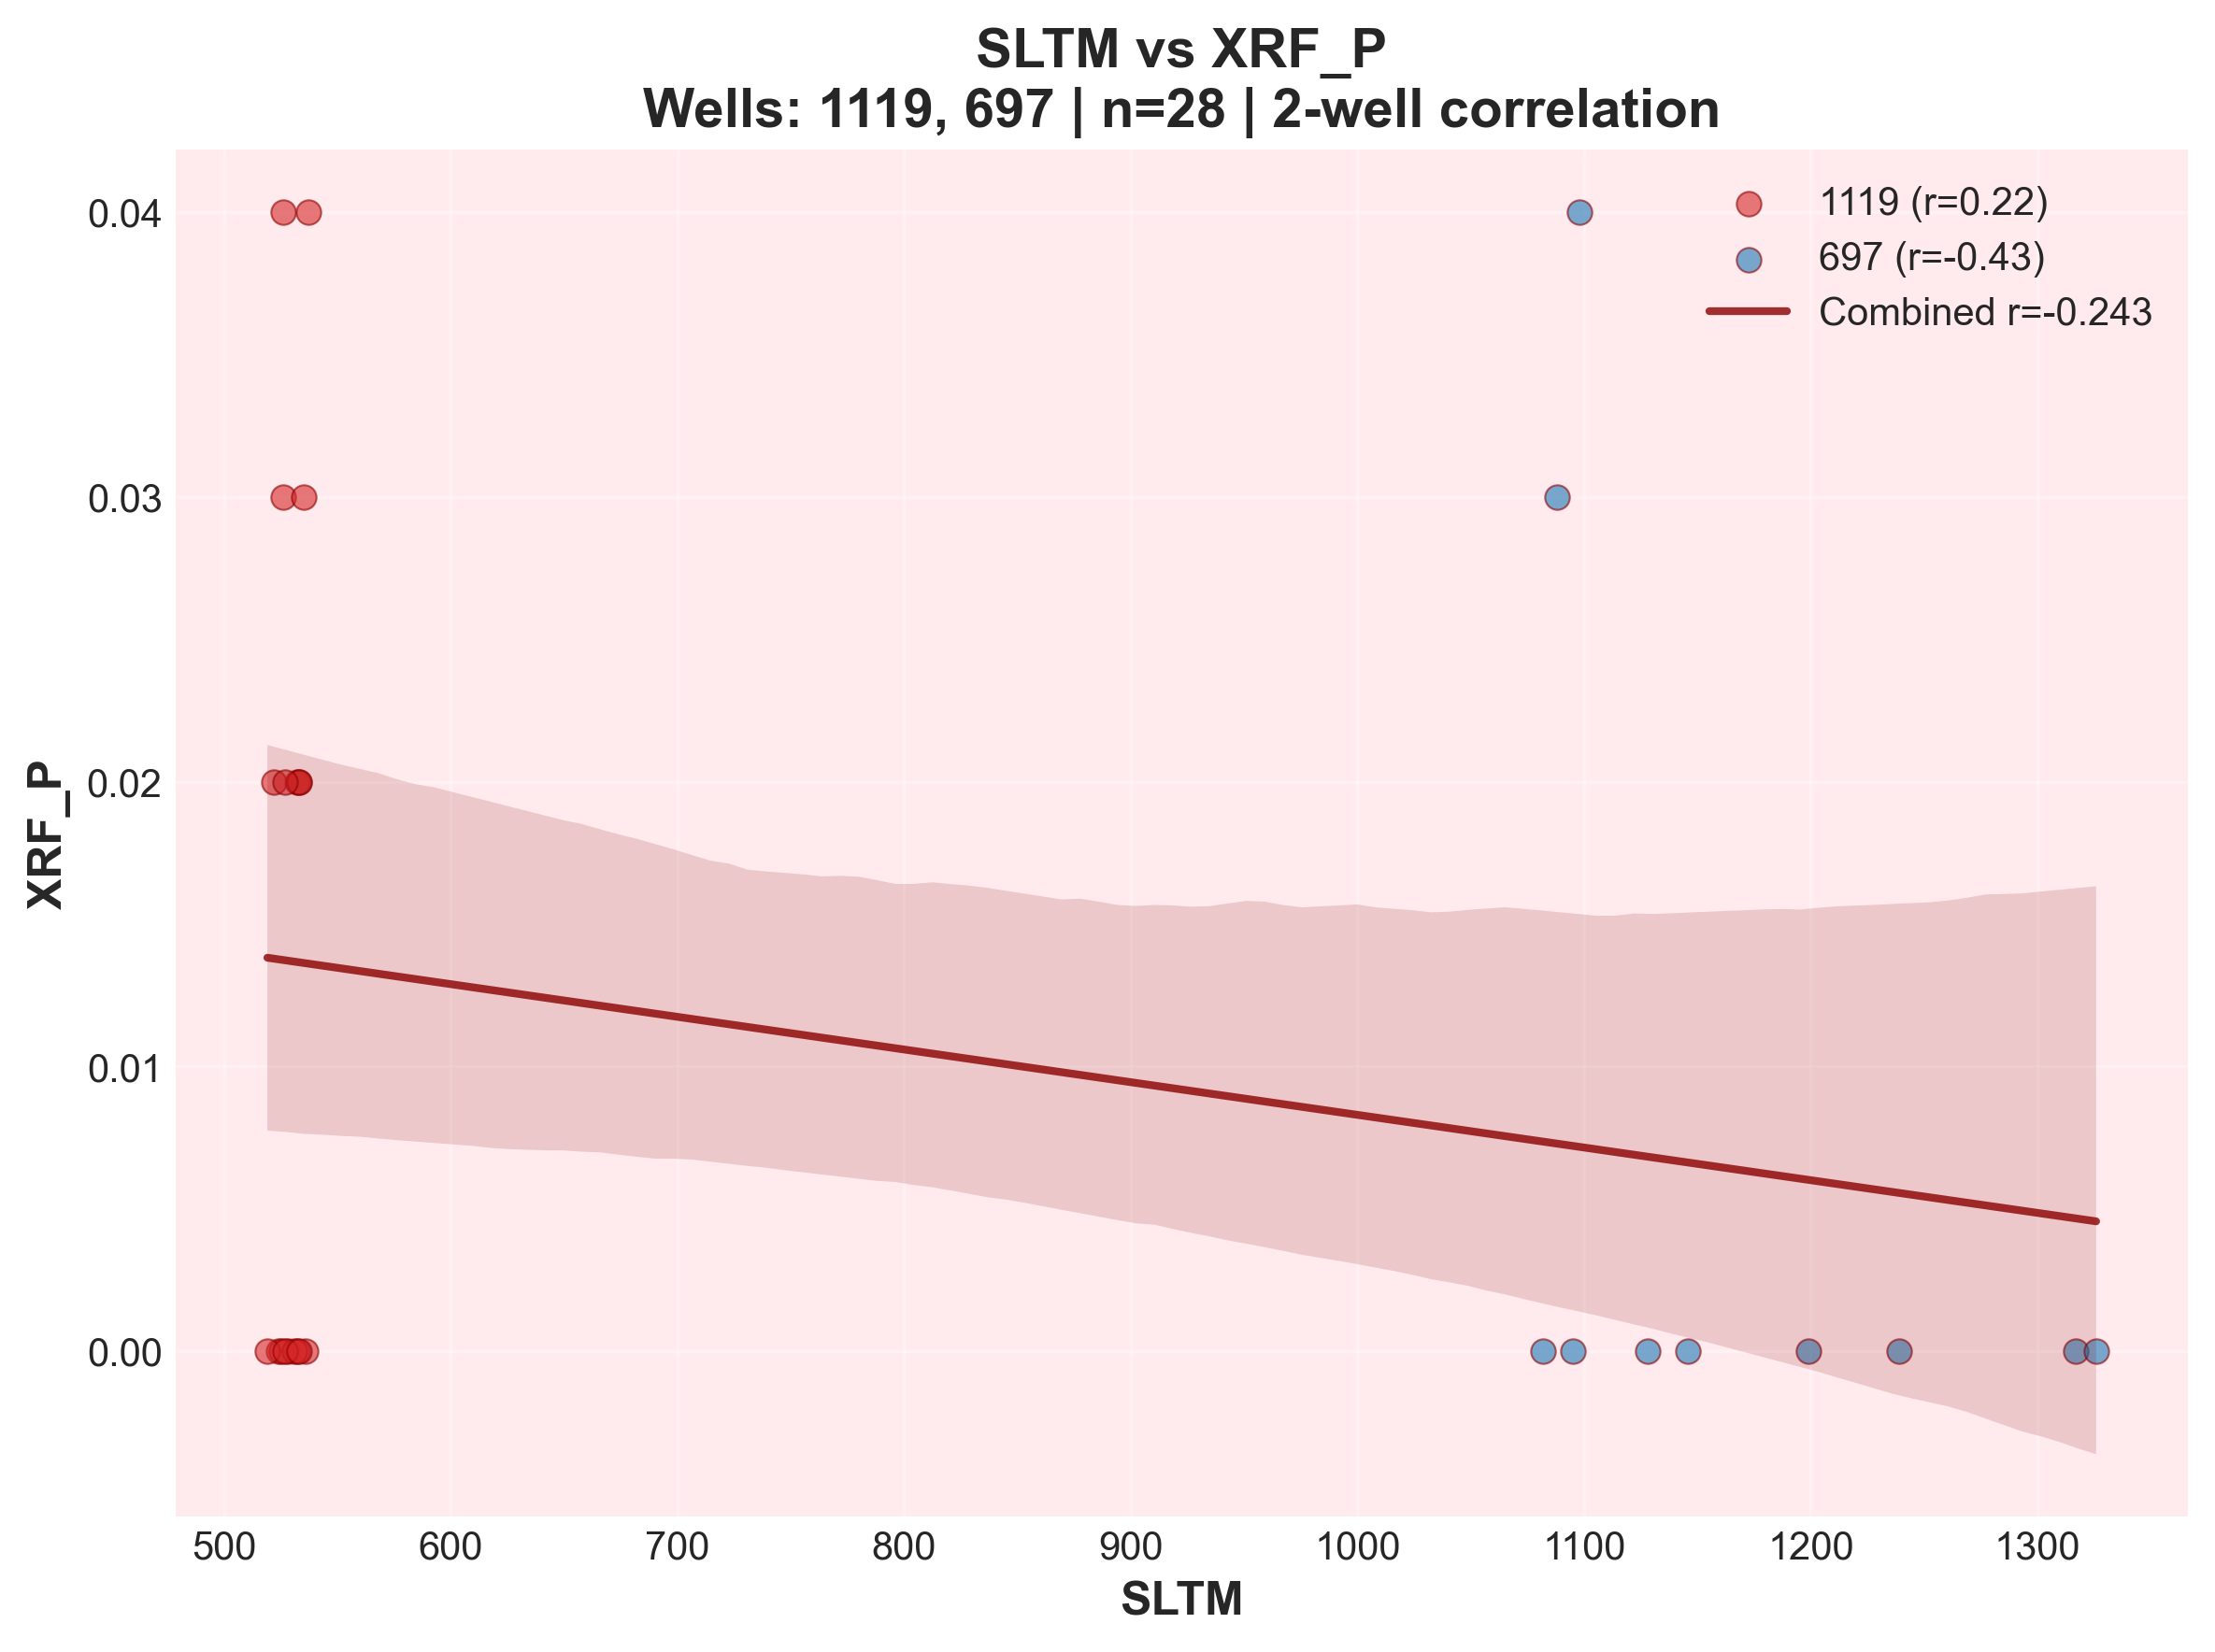 SLTM vs XRF_P
Wells: 1119, 697 | n=28 | 2-well correlation
1119 (r=0.22)
697 (r=-0.43)
Combined r=-0.243
XRF_P
0.04
0.03
0.02
0.01
0.00
500 600 700 800 900 1000 1100 1200 1300
SLTM